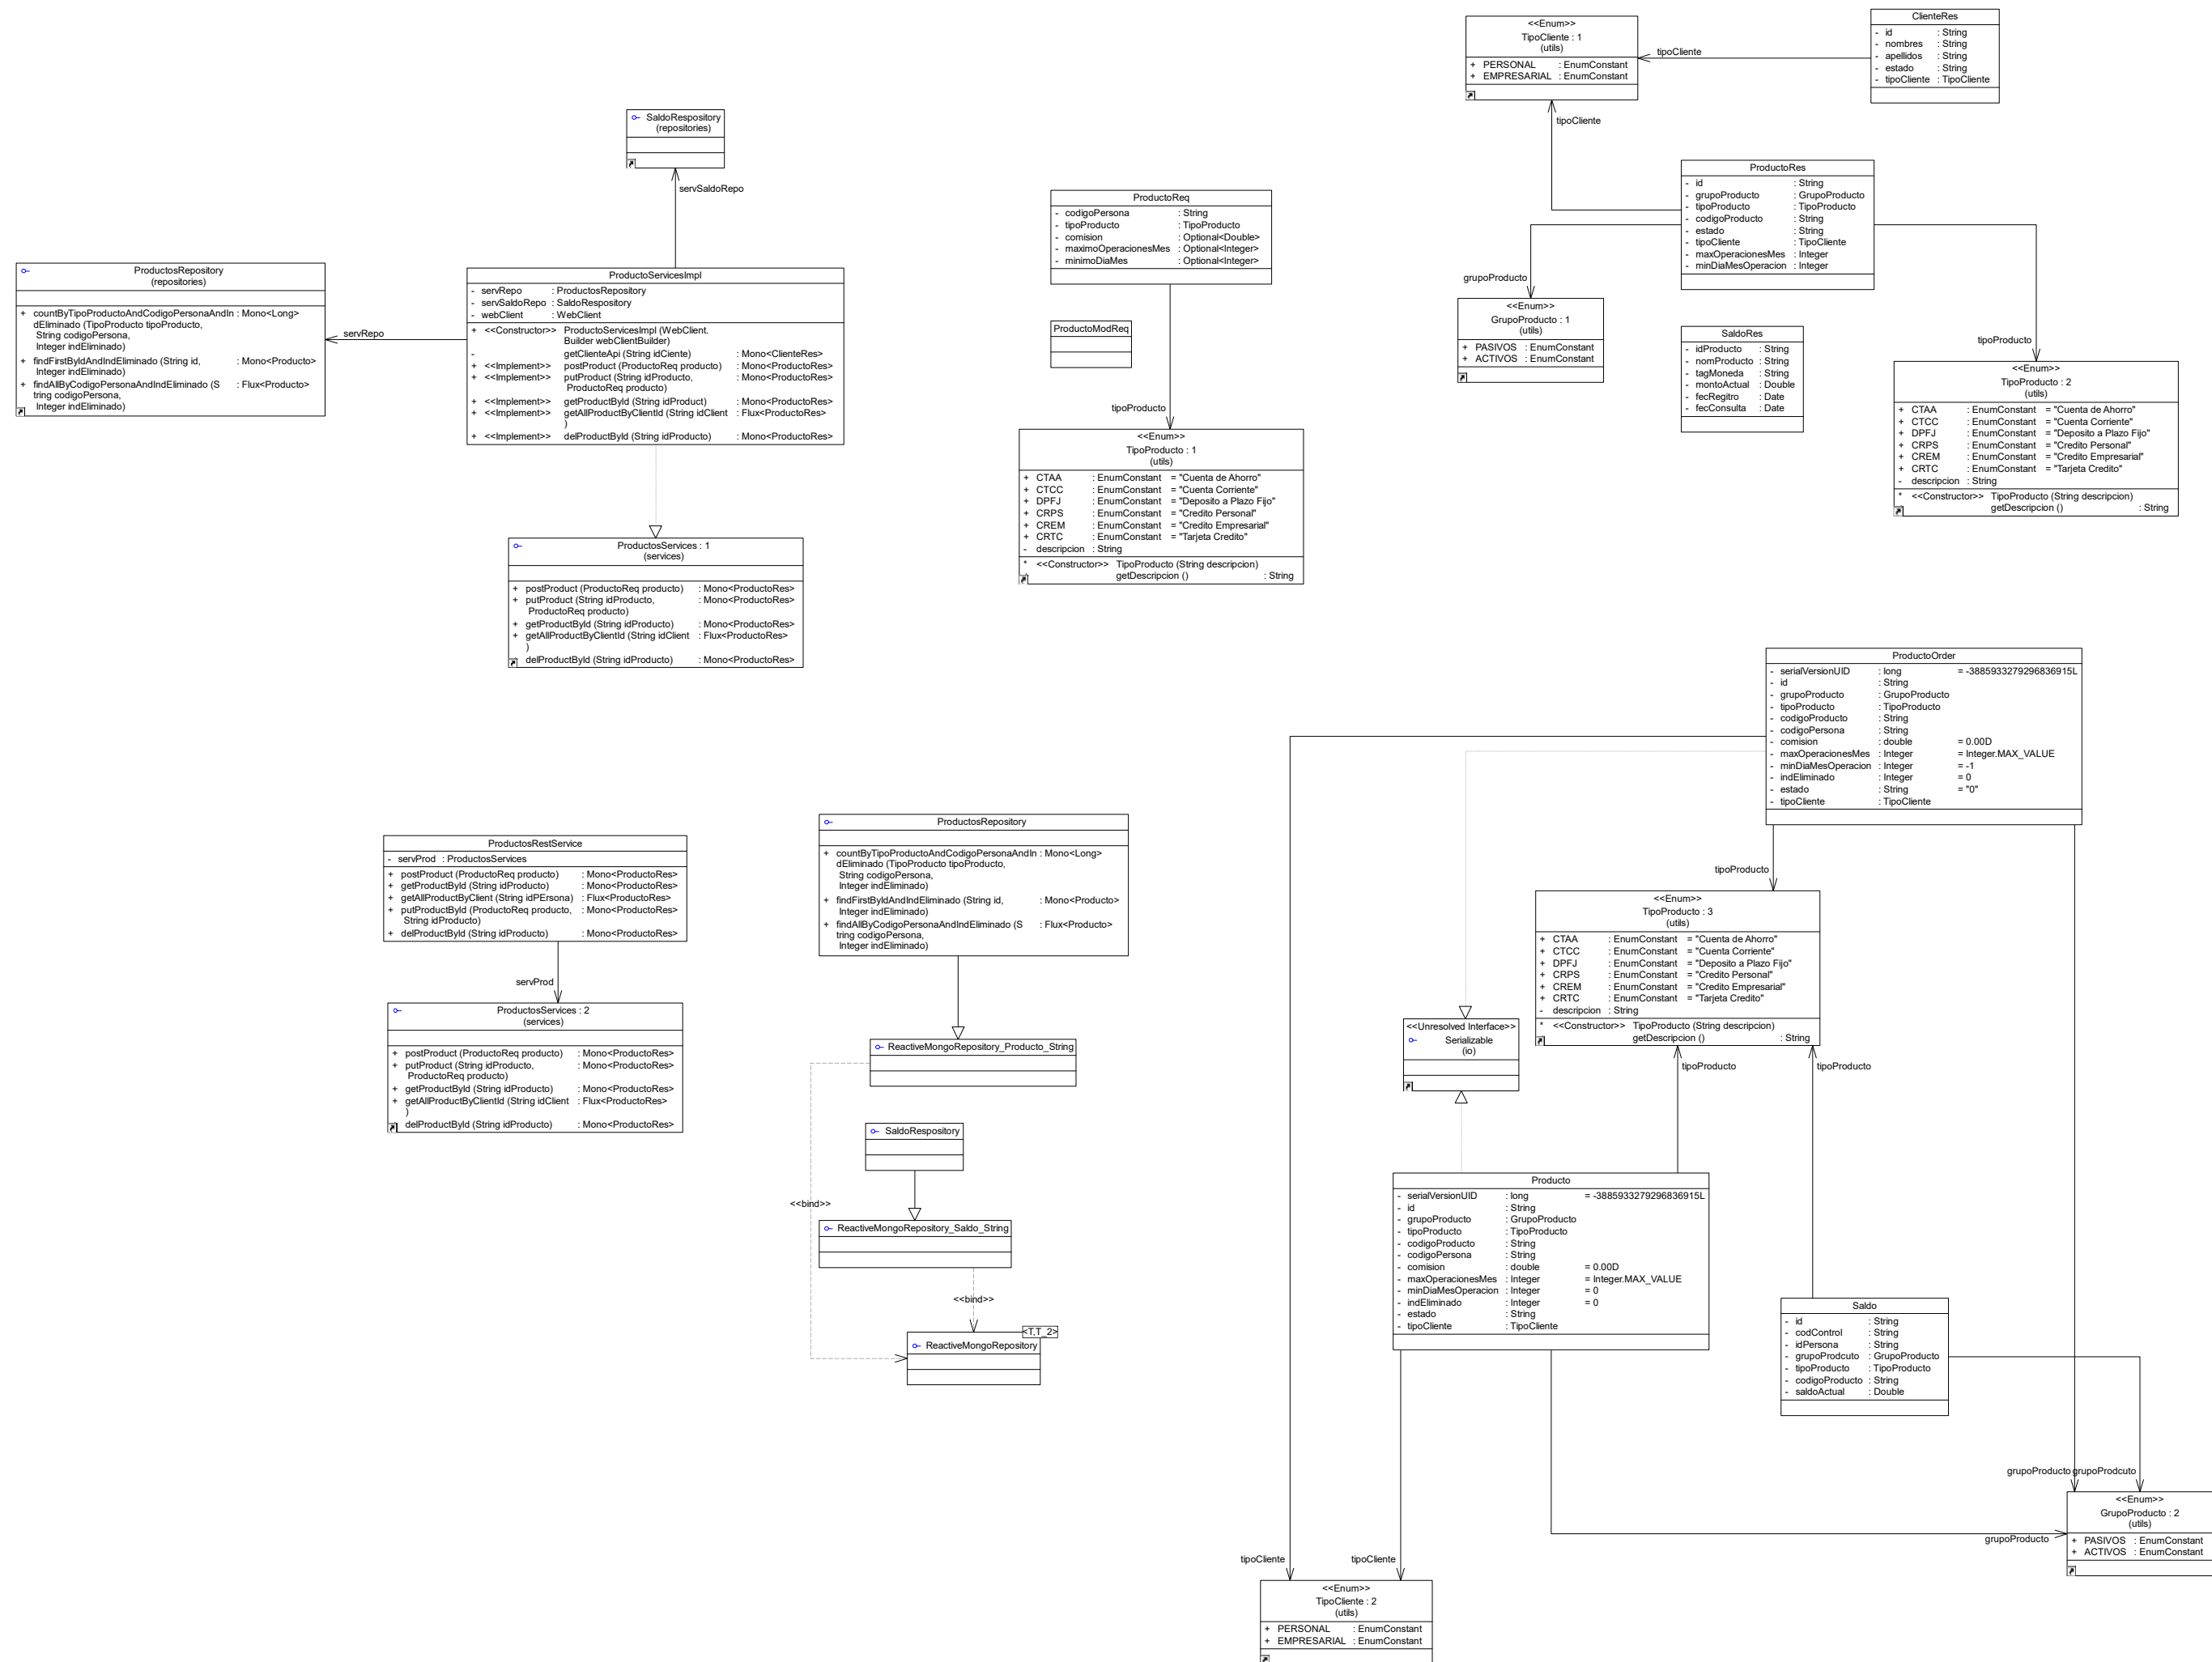 <<Enum>>
TipoCliente : 1
(utils)
+ PERSONAL : EnumConstant
+ EMPRESARIAL : EnumConstant
tipoCliente
ClienteRes
- id : String
- nombres : String
- apellidos : String
- estado : String
- tipoCliente : TipoCliente
tipoCliente
SaldoRespository
(repositories)
servSaldoRepo
ProductoReq
- codigoPersona : String
- tipoProducto : TipoProducto
- comision : Optional<Double>
- maximoOperacionesMes : Optional<Integer>
- minimoDiaMes : Optional<Integer>
ProductoRes
- id : String
- grupoProducto : GrupoProducto
- tipoProducto : TipoProducto
- codigoProducto : String
- estado : String
- tipoCliente : TipoCliente
- maxOperacionesMes : Integer
- minDiaMesOperacion : Integer
grupoProducto
ProductosRepository
(repositories)
+ countByTipoProductoAndCodigoPersonaAndIn : Mono<Long>
dEliminado (TipoProducto tipoProducto,
String codigoPersona,
Integer indEliminado)
+ findFirstByIdAndIndEliminado (String id, : Mono<Producto>
Integer indEliminado)
+ findAllByCodigoPersonaAndIndEliminado (S : Flux<Producto>
tring codigoPersona,
Integer indEliminado)
servRepo
ProductoServicesImpl
- servRepo : ProductosRepository
- servSaldoRepo : SaldoRespository
- webClient : WebClient
+ <<Constructor>> ProductoServicesImpl (WebClient.
Builder webClientBuilder)
- getClienteApi (String idCiente) : Mono<ClienteRes>
+ <<Implement>> postProduct (ProductoReq producto) : Mono<ProductoRes>
+ <<Implement>> putProduct (String idProducto, : Mono<ProductoRes>
ProductoReq producto)
+ <<Implement>> getProductById (String idProduct) : Mono<ProductoRes>
+ <<Implement>> getAllProductByClientId (String idClient : Flux<ProductoRes>
)
+ <<Implement>> delProductById (String idProducto) : Mono<ProductoRes>
ProductoModReq
tipoProducto
<<Enum>>
GrupoProducto : 1
(utils)
+ PASIVOS : EnumConstant
+ ACTIVOS : EnumConstant
SaldoRes
- idProducto : String
- nomProducto : String
- tagMoneda : String
- montoActual : Double
- fecRegitro : Date
- fecConsulta : Date
tipoProducto
<<Enum>>
TipoProducto : 2
(utils)
+ CTAA : EnumConstant = "Cuenta de Ahorro"
+ CTCC : EnumConstant = "Cuenta Corriente"
+ DPFJ : EnumConstant = "Deposito a Plazo Fijo"
+ CRPS : EnumConstant = "Credito Personal"
+ CREM : EnumConstant = "Credito Empresarial"
+ CRTC : EnumConstant = "Tarjeta Credito"
- descripcion : String
* <<Constructor>> TipoProducto (String descripcion)
getDescripcion () : String
<<Enum>>
TipoProducto : 1
(utils)
+ CTAA : EnumConstant = "Cuenta de Ahorro"
+ CTCC : EnumConstant = "Cuenta Corriente"
+ DPFJ : EnumConstant = "Deposito a Plazo Fijo"
+ CRPS : EnumConstant = "Credito Personal"
+ CREM : EnumConstant = "Credito Empresarial"
+ CRTC : EnumConstant = "Tarjeta Credito"
- descripcion : String
* <<Constructor>> TipoProducto (String descripcion)
getDescripcion () : String
ProductosServices : 1
(services)
+ postProduct (ProductoReq producto) : Mono<ProductoRes>
+ putProduct (String idProducto, : Mono<ProductoRes>
ProductoReq producto)
+ getProductById (String idProducto) : Mono<ProductoRes>
+ getAllProductByClientId (String idClient : Flux<ProductoRes>
)
delProductById (String idProducto) : Mono<ProductoRes>
ProductoOrder
- serialVersionUID : long = -3885933279296836915L
- id : String
- grupoProducto : GrupoProducto
- tipoProducto : TipoProducto
- codigoProducto : String
- codigoPersona : String
- comision : double = 0.00D
- maxOperacionesMes : Integer = Integer.MAX_VALUE
- minDiaMesOperacion : Integer = -1
- indEliminado : Integer = 0
- estado : String = "0"
- tipoCliente : TipoCliente
tipoProducto
ProductosRestService
- servProd : ProductosServices
+ postProduct (ProductoReq producto) : Mono<ProductoRes>
+ getProductById (String idProducto) : Mono<ProductoRes>
+ getAllProductByClient (String idPErsona) : Flux<ProductoRes>
+ putProductById (ProductoReq producto, : Mono<ProductoRes>
String idProducto)
+ delProductById (String idProducto) : Mono<ProductoRes>
servProd
ProductosServices : 2
(services)
+ postProduct (ProductoReq producto) : Mono<ProductoRes>
+ putProduct (String idProducto, : Mono<ProductoRes>
ProductoReq producto)
+ getProductById (String idProducto) : Mono<ProductoRes>
+ getAllProductByClientId (String idClient : Flux<ProductoRes>
)
delProductById (String idProducto) : Mono<ProductoRes>
ProductosRepository
+ countByTipoProductoAndCodigoPersonaAndIn : Mono<Long>
dEliminado (TipoProducto tipoProducto,
String codigoPersona,
Integer indEliminado)
+ findFirstByIdAndIndEliminado (String id, : Mono<Producto>
Integer indEliminado)
+ findAllByCodigoPersonaAndIndEliminado (S : Flux<Producto>
tring codigoPersona,
Integer indEliminado)
ReactiveMongoRepository_Producto_String
SaldoRespository
<<bind>>
ReactiveMongoRepository_Saldo_String
<<bind>>
<T,T_2>
ReactiveMongoRepository
<<Enum>>
TipoProducto : 3
(utils)
+ CTAA : EnumConstant = "Cuenta de Ahorro"
+ CTCC : EnumConstant = "Cuenta Corriente"
+ DPFJ : EnumConstant = "Deposito a Plazo Fijo"
+ CRPS : EnumConstant = "Credito Personal"
+ CREM : EnumConstant = "Credito Empresarial"
+ CRTC : EnumConstant = "Tarjeta Credito"
- descripcion : String
* <<Constructor>> TipoProducto (String descripcion)
getDescripcion () : String
<<Unresolved Interface>>
Serializable
(io)
tipoProducto
tipoProducto
Producto
- serialVersionUID : long = -3885933279296836915L
- id : String
- grupoProducto : GrupoProducto
- tipoProducto : TipoProducto
- codigoProducto : String
- codigoPersona : String
- comision : double = 0.00D
- maxOperacionesMes : Integer = Integer.MAX_VALUE
- minDiaMesOperacion : Integer = 0
- indEliminado : Integer = 0
- estado : String
- tipoCliente : TipoCliente
Saldo
- id : String
- codControl : String
- idPersona : String
- grupoProdcuto : GrupoProducto
- tipoProducto : TipoProducto
- codigoProducto : String
- saldoActual : Double
grupoProducto
grupoProdcuto
<<Enum>>
GrupoProducto : 2
(utils)
+ PASIVOS : EnumConstant
+ ACTIVOS : EnumConstant
grupoProducto
tipoCliente
tipoCliente
<<Enum>>
TipoCliente : 2
(utils)
+ PERSONAL : EnumConstant
+ EMPRESARIAL : EnumConstant